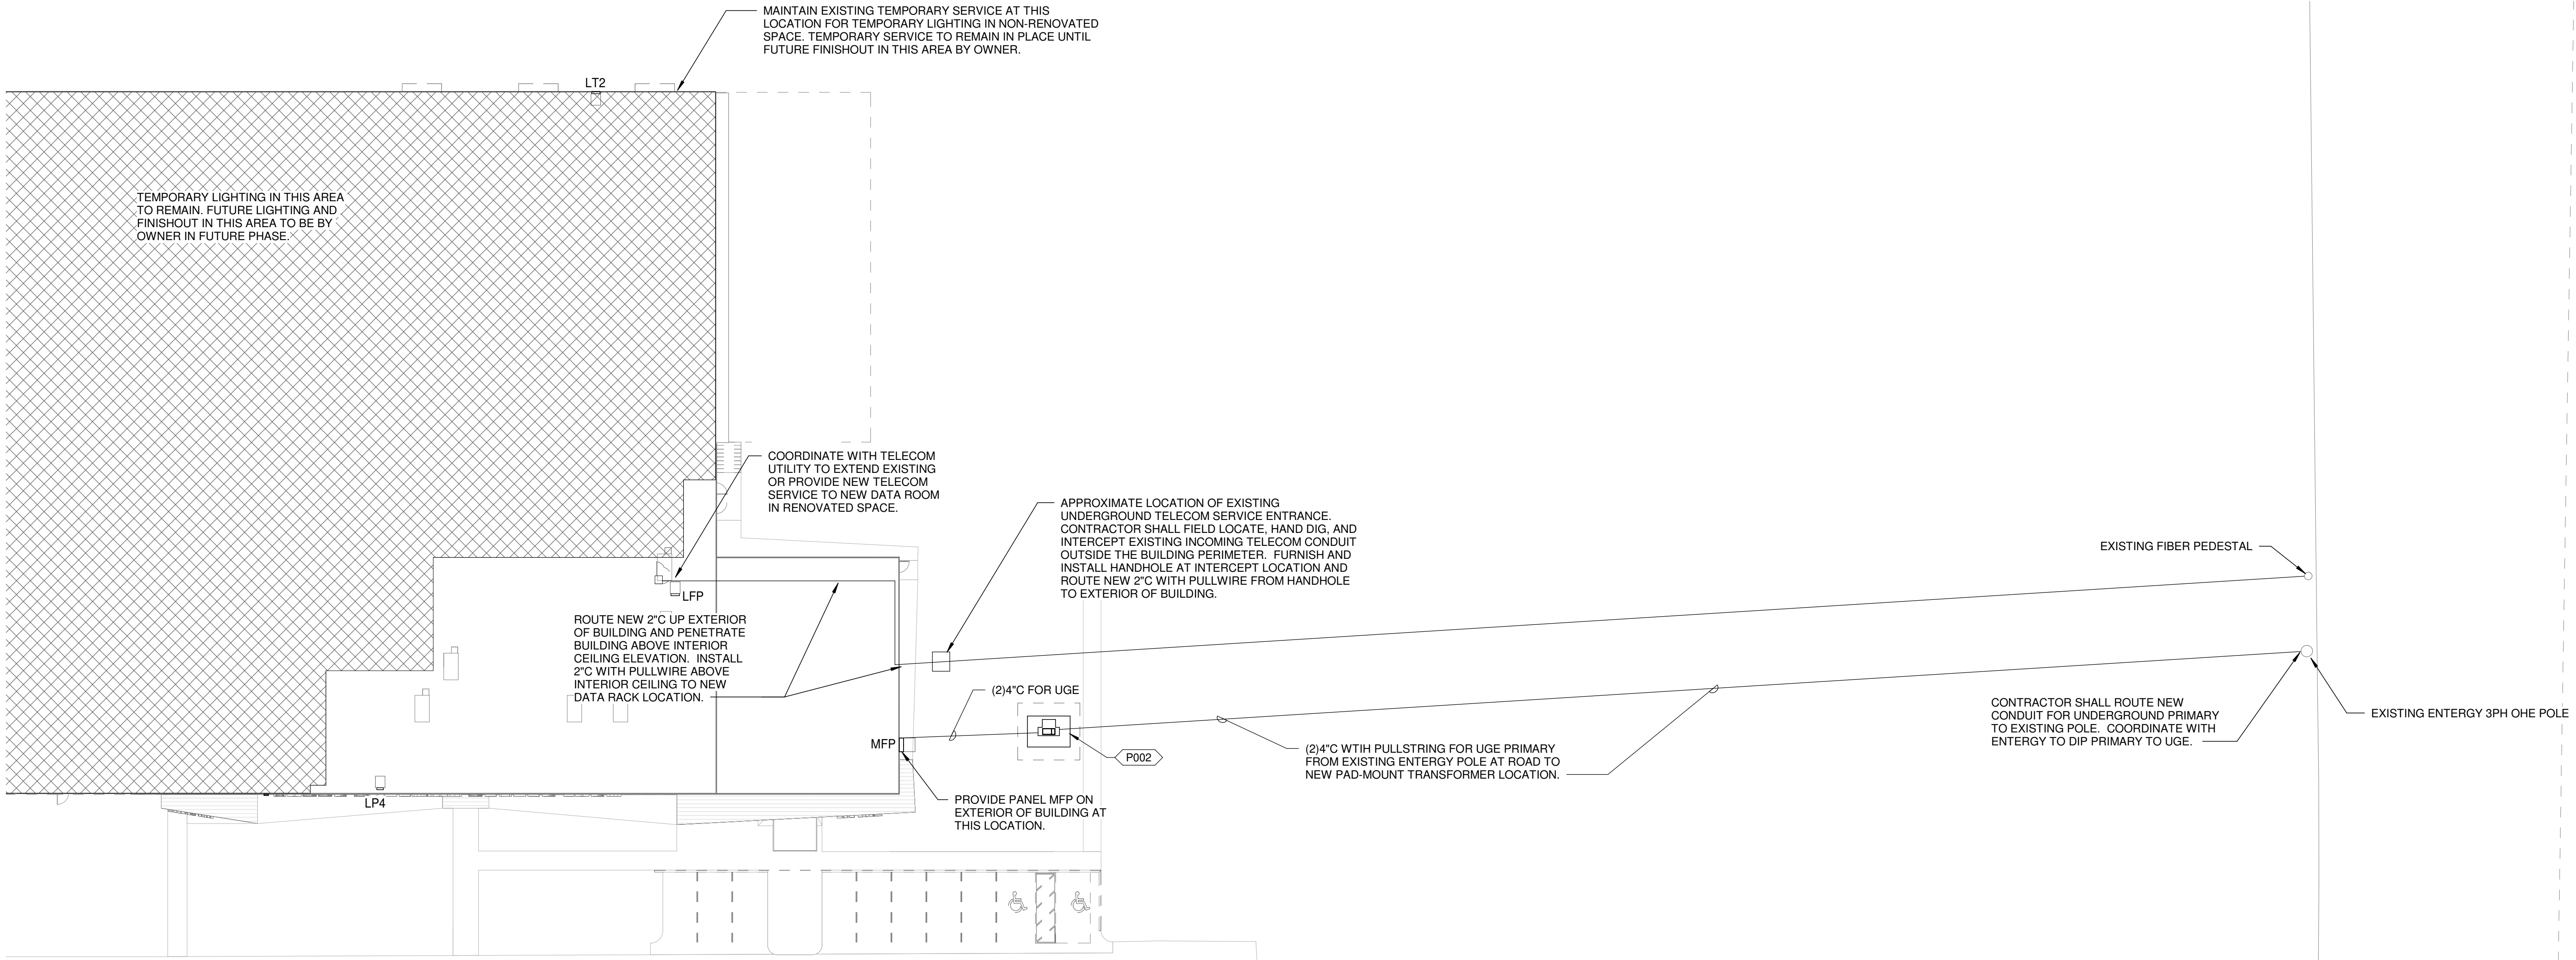 MAINTAIN EXISTING TEMPORARY SERVICE AT THIS
LOCATION FOR TEMPORARY LIGHTING IN NON-RENOVATED
SPACE. TEMPORARY SERVICE TO REMAIN IN PLACE UNTIL
FUTURE FINISHOUT IN THIS AREA BY OWNER.
LT2
TEMPORARY LIGHTING IN THIS AREA
TO REMAIN. FUTURE LIGHTING AND
FINISHOUT IN THIS AREA TO BE BY
OWNER IN FUTURE PHASE.
COORDINATE WITH TELECOM
UTILITY TO EXTEND EXISTING
OR PROVIDE NEW TELECOM
SERVICE TO NEW DATA ROOM
IN RENOVATED SPACE.
APPROXIMATE LOCATION OF EXISTING
UNDERGROUND TELECOM SERVICE ENTRANCE.
CONTRACTOR SHALL FIELD LOCATE, HAND DIG, AND
INTERCEPT EXISTING INCOMING TELECOM CONDUIT
OUTSIDE THE BUILDING PERIMETER. FURNISH AND
INSTALL HANDHOLE AT INTERCEPT LOCATION AND
ROUTE NEW 2"C WITH PULLWIRE FROM HANDHOLE
TO EXTERIOR OF BUILDING.
EXISTING FIBER PEDESTAL
LFP
ROUTE NEW 2"C UP EXTERIOR
OF BUILDING AND PENETRATE
BUILDING ABOVE INTERIOR
CEILING ELEVATION. INSTALL
2"C WITH PULLWIRE ABOVE
INTERIOR CEILING TO NEW
DATA RACK LOCATION.
(2)4"C FOR UGE
MFP
P002
(2)4"C WTIH PULLSTRING FOR UGE PRIMARY
FROM EXISTING ENTERGY POLE AT ROAD TO
NEW PAD-MOUNT TRANSFORMER LOCATION.
CONTRACTOR SHALL ROUTE NEW
CONDUIT FOR UNDERGROUND PRIMARY
TO EXISTING POLE. COORDINATE WITH
ENTERGY TO DIP PRIMARY TO UGE.
EXISTING ENTERGY 3PH OHE POLE
LP4
PROVIDE PANEL MFP ON
EXTERIOR OF BUILDING AT
THIS LOCATION.